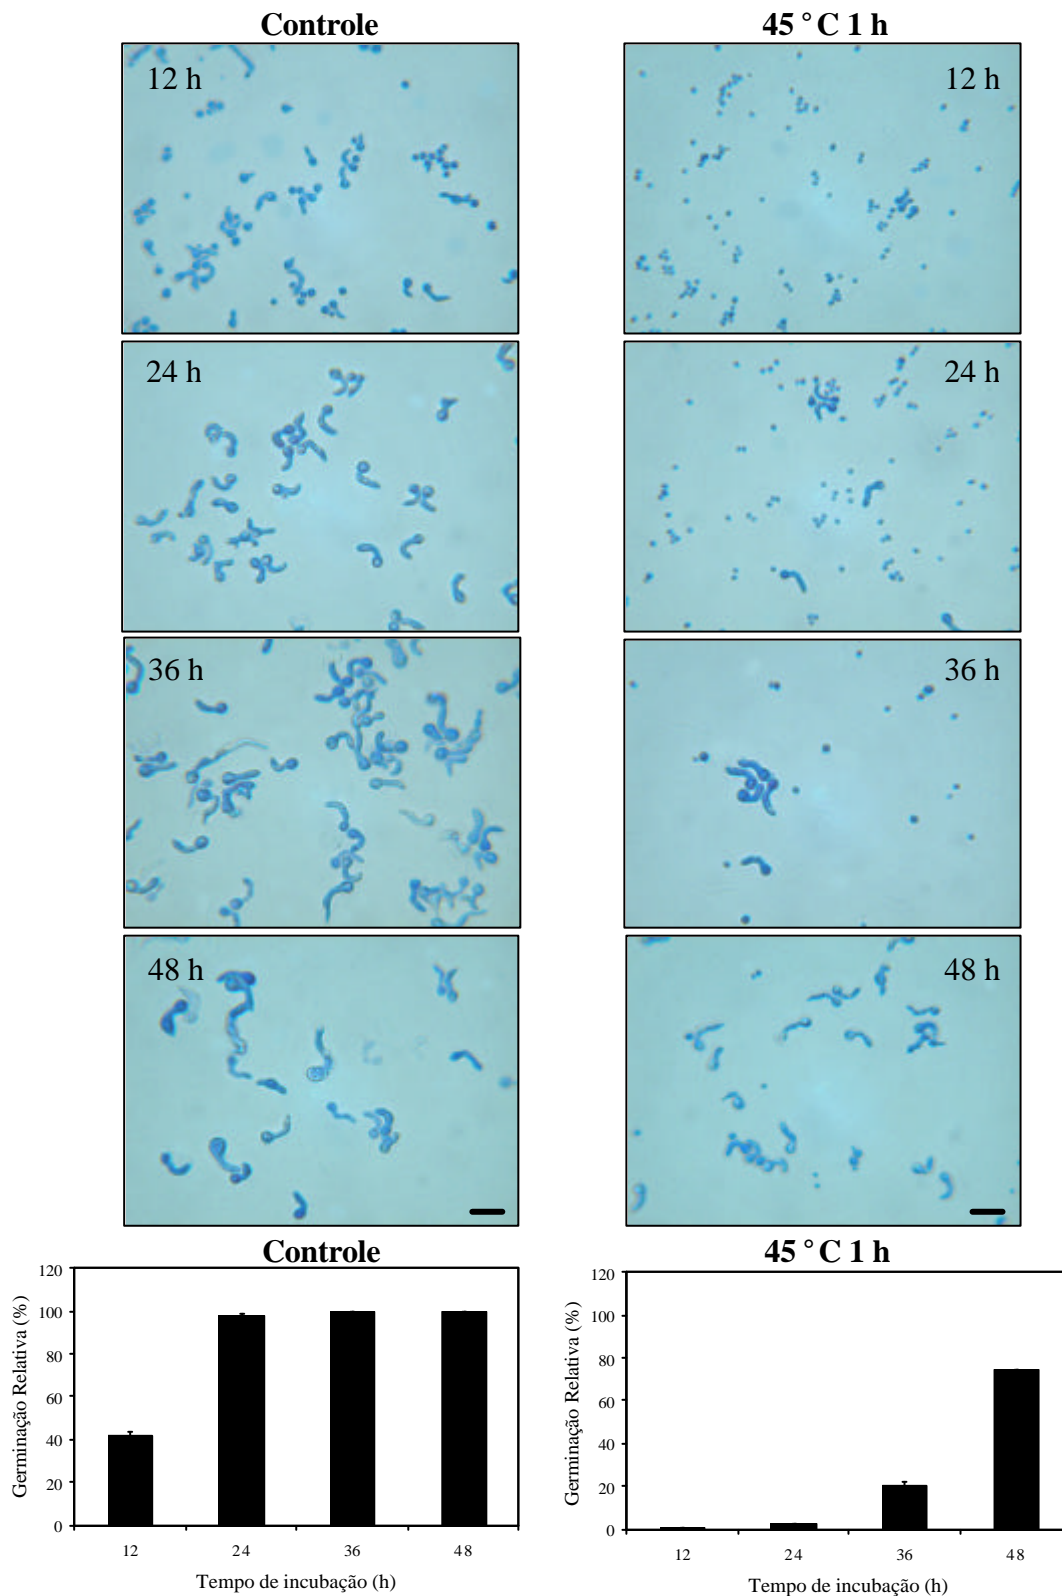 Controle
45 °C 1 h
12 h
12 h
24 h
24 h
36 h
36 h
48 h
48 h
Controle
45 °C 1 h
Germinação Relativa (%)
120
100
80
60
40
20
0
12 24 36 48
Tempo de incubação (h)
Germinação Relativa (%)
120
100
80
60
40
20
0
12 24 36 48
Tempo de incubação (h)